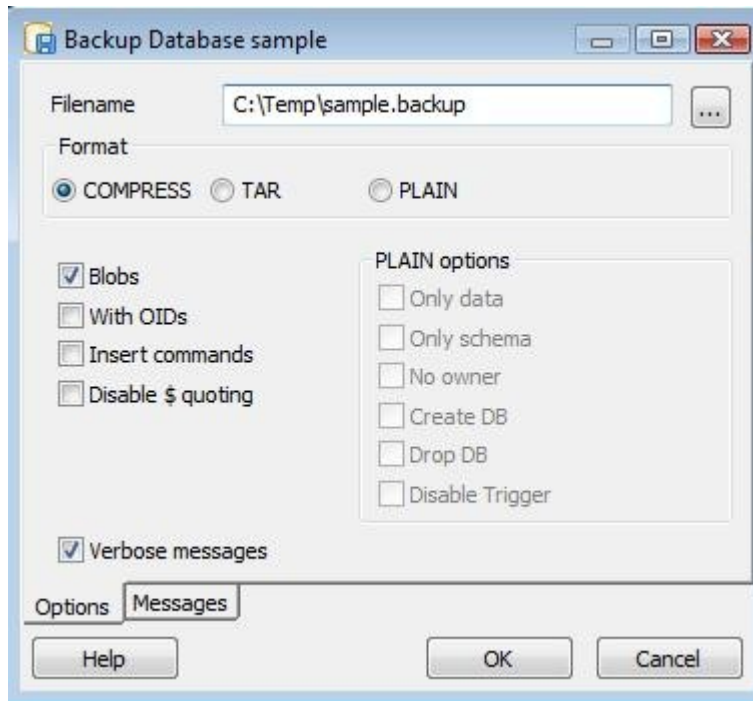 Backup Database sample
Filename C:\Temp\sample.backup ...
Format
COMPRESS TAR PLAIN
Blobs
With OIDs
Insert commands
Disable $ quoting
PLAIN options
Only data
Only schema
No owner
Create DB
Drop DB
Disable Trigger
Verbose messages
Options Messages
Help OK Cancel